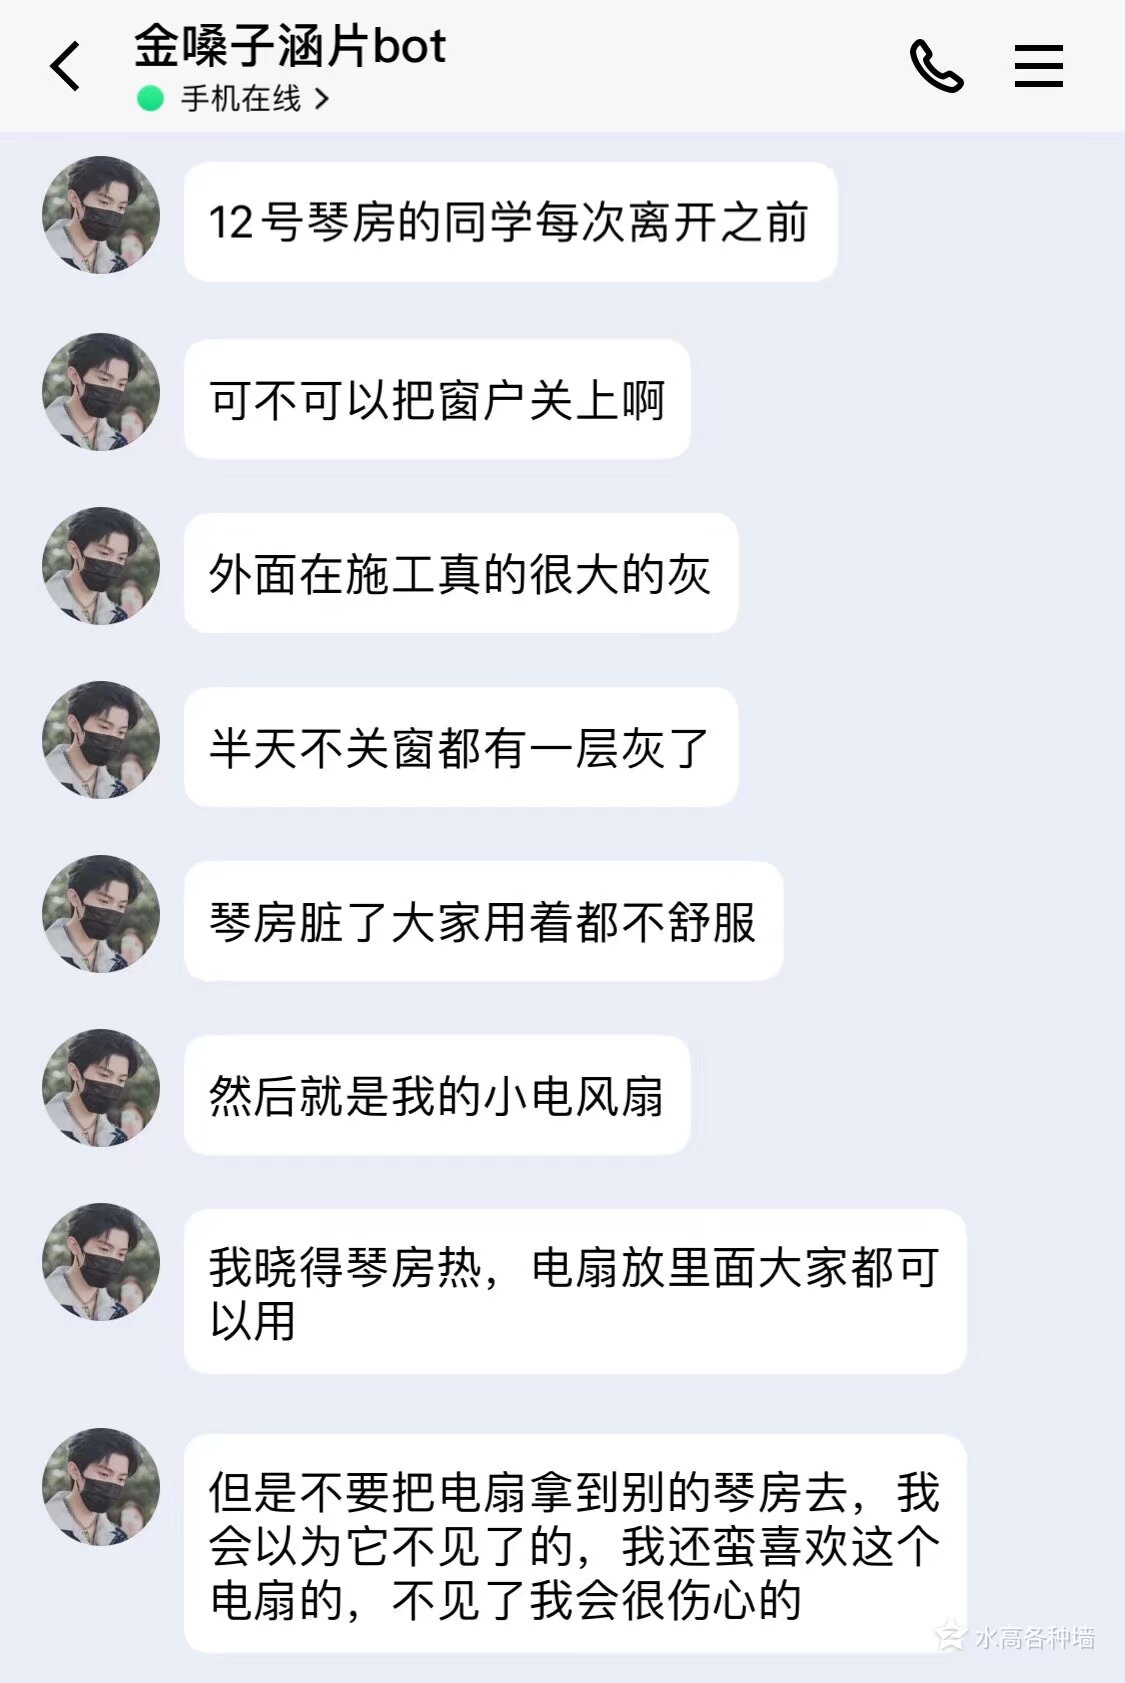 金嗓子涵片bot
手机在线
12号琴房的同学每次离开之前
可不可以把窗户关上啊
外面在施工真的很大的灰
半天不关窗都有一层灰了
琴房脏了大家用着都不舒服
然后就是我的小电风扇
我晓得琴房热，电扇放里面大家都可
以用
但是不要把电扇拿到别的琴房去，我
会以为它不见了的，我还蛮喜欢这个
电扇的，不见了我会很伤心的
水高各种墙